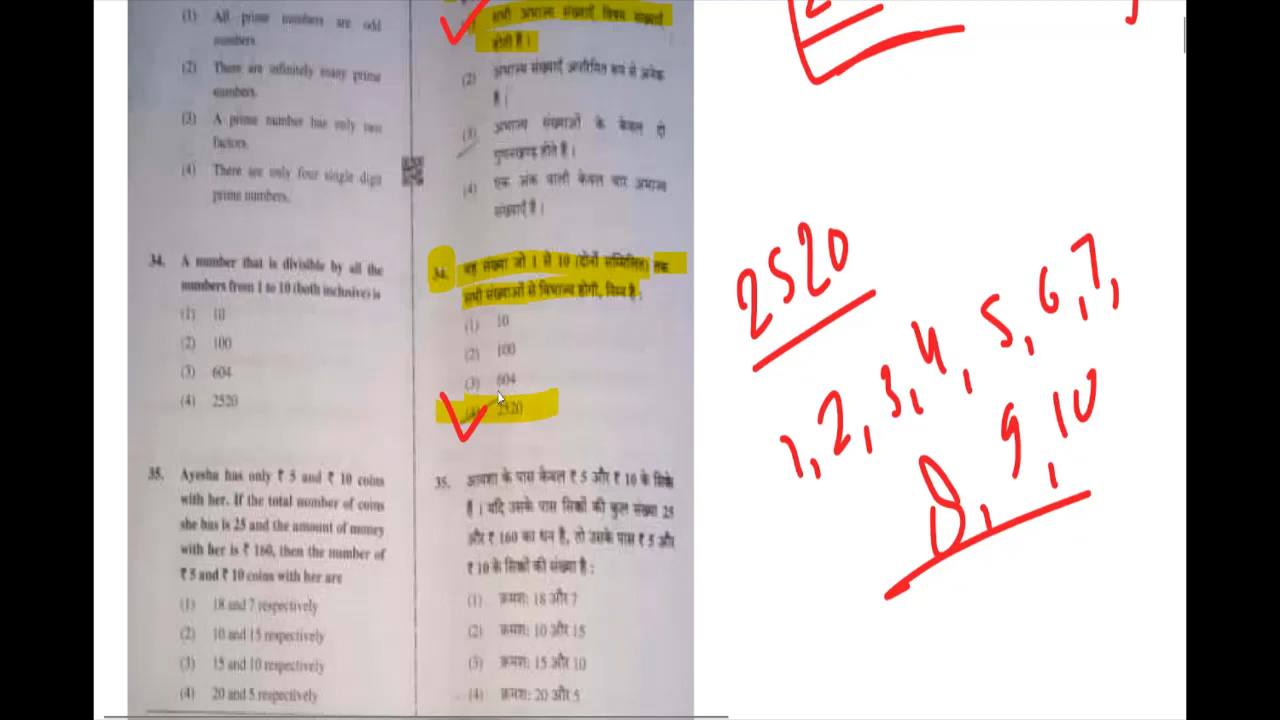 (1) All prime numbers are odd
numbers.
(2) There are infinitely many prime
numbers.
(3) A prime number has only two
factors.
(4) There are only four single digit
prime numbers.
34. A number that is divisible by all the
numbers from 1 to 10 (both inclusive) is
(1) 10
(2) 100
(3) 604
(4) 2520
35. Ayesha has only ₹ 5 and ₹ 10 coins
with her. If the total number of coins
she has is 25 and the amount of money
with her is ₹ 160, then the number of
₹ 5 and ₹ 10 coins with her are
(1) 18 and 7 respectively
(2) 10 and 15 respectively
(3) 15 and 10 respectively
(4) 20 and 5 respectively
सभी अभाज्य संख्याएँ विषम संख्याएँ
होती हैं।
(2) अभाज्य संख्याएँ अपरिमित रूप से अनेक
हैं।
(3) अभाज्य संख्याओं के केवल दो
गुणनखण्ड होते हैं।
(4) एक अंक वाली केवल चार अभाज्य
संख्याएँ हैं।
34. वह संख्या जो 1 से 10 (दोनों सम्मिलित) तक
सभी संख्याओं से विभाज्य होगी, निम्न है :
(1) 10
(2) 100
(3) 604
(4) 2520
35. आयशा के पास केवल ₹ 5 और ₹ 10 के सिक्के
हैं। यदि उसके पास सिक्कों की कुल संख्या 25
और ₹ 160 का धन है, तो उसके पास ₹ 5 और
₹ 10 के सिक्कों की संख्या है :
(1) क्रमशः 18 और 7
(2) क्रमशः 10 और 15
(3) क्रमशः 15 और 10
(4) क्रमशः 20 और 5
2520
1, 2, 3, 4, 5, 6, 7,
8, 9, 10